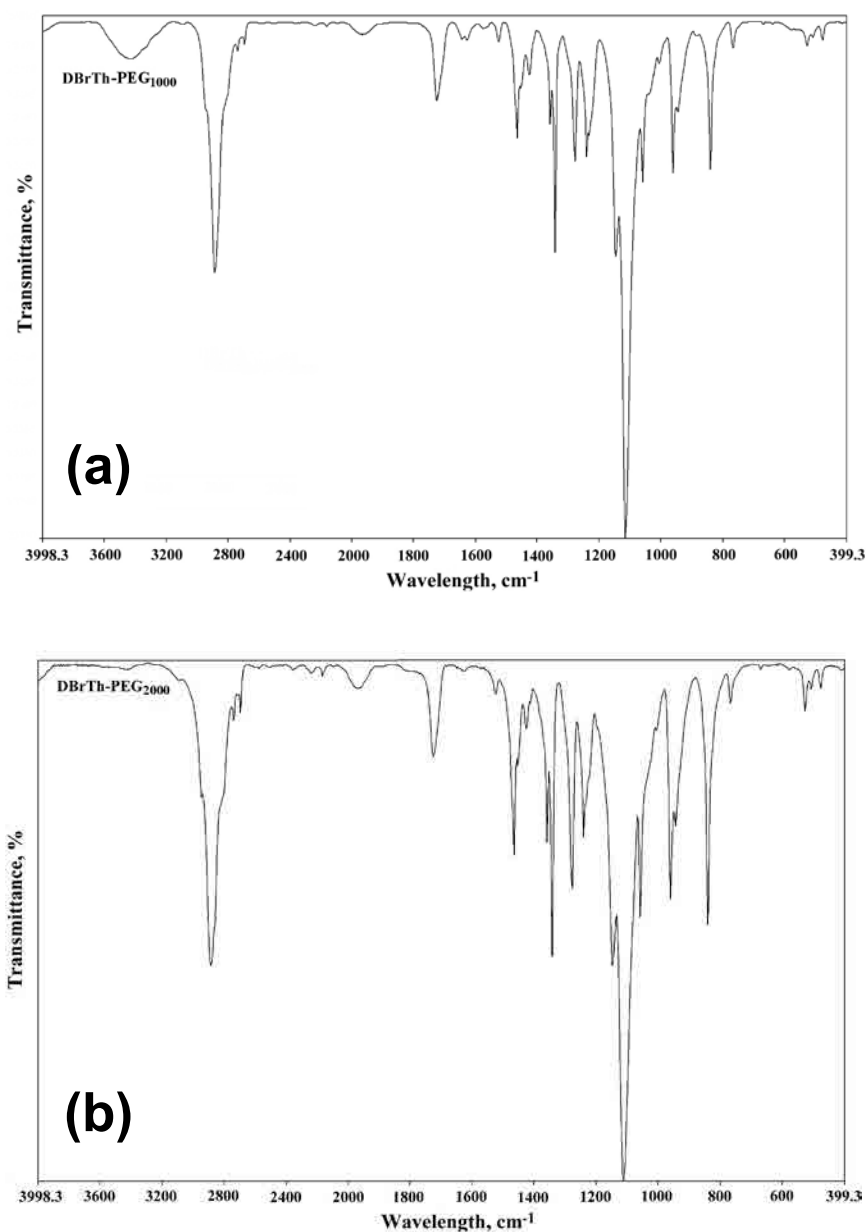 DBrTh-PEG1000
Transmittance, %
(a)
3998.3 3600 3200 2800 2400 2000 1800 1600 1400 1200 1000 800 600 399.3
Wavelength, cm-1
DBrTh-PEG2000
Transmittance, %
(b)
3998.3 3600 3200 2800 2400 2000 1800 1600 1400 1200 1000 800 600 399.3
Wavelength, cm-1